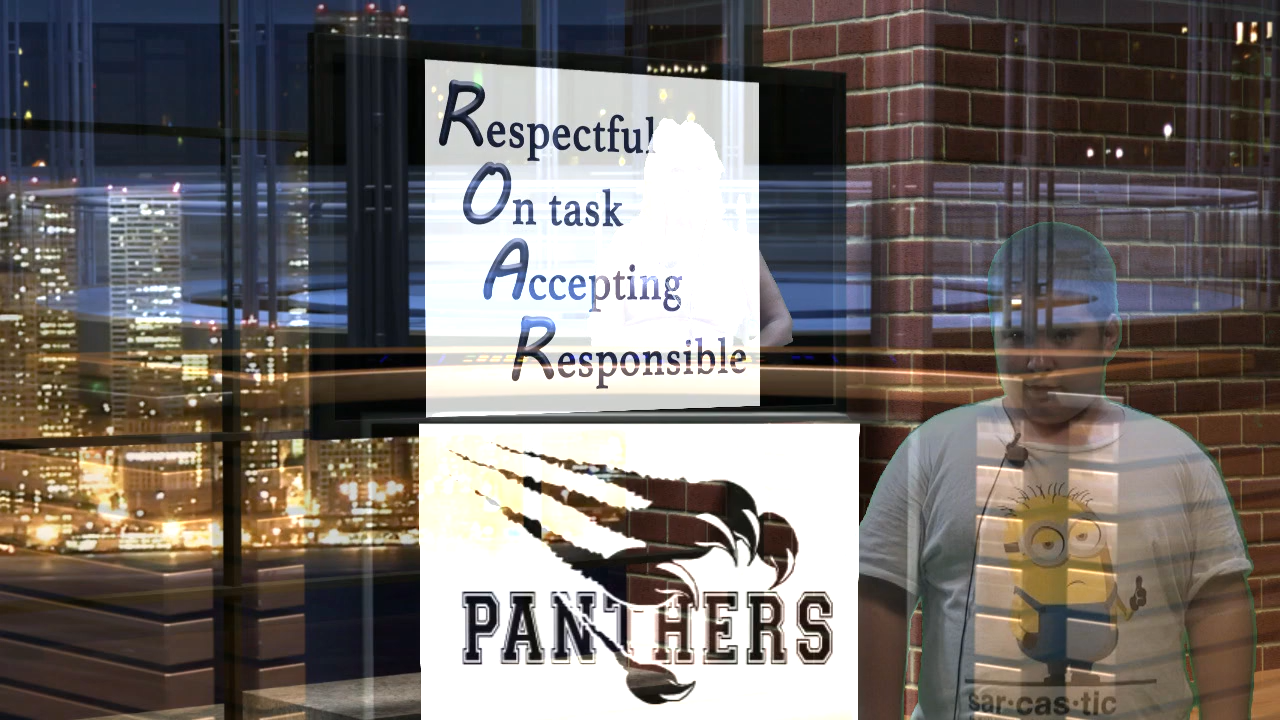 Respectful
On task
Accepting
Responsible
PANTHERS
sar·cas·tic